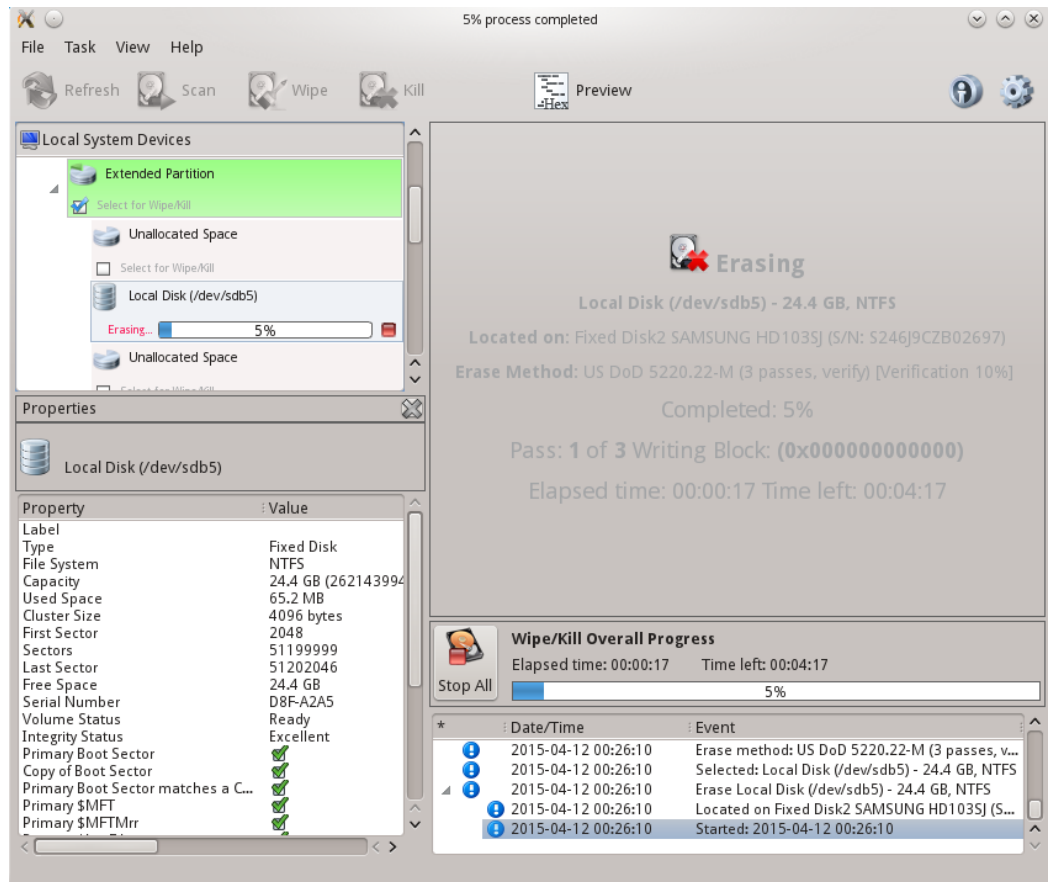 5% process completed
File Task View Help
Refresh Scan Wipe Kill Hex Preview
Local System Devices
Extended Partition
Select for Wipe/Kill
Unallocated Space
Select for Wipe/Kill
Local Disk (/dev/sdb5)
Erasing... 5%
Unallocated Space
Select for Wipe/Kill
Properties
Local Disk (/dev/sdb5)
Property Value
Label
Type Fixed Disk
File System NTFS
Capacity 24.4 GB (262143994
Used Space 65.2 MB
Cluster Size 4096 bytes
First Sector 2048
Sectors 51199999
Last Sector 51202046
Free Space 24.4 GB
Serial Number D8F-A2A5
Volume Status Ready
Integrity Status Excellent
Primary Boot Sector
Copy of Boot Sector
Primary Boot Sector matches a C...
Primary $MFT
Primary $MFTMrr
Erasing
Local Disk (/dev/sdb5) - 24.4 GB, NTFS
Located on: Fixed Disk2 SAMSUNG HD103SJ (S/N: S246J9CZB02697)
Erase Method: US DoD 5220.22-M (3 passes, verify) [Verification 10%]
Completed: 5%
Pass: 1 of 3 Writing Block: (0x000000000000)
Elapsed time: 00:00:17 Time left: 00:04:17
Stop All
Wipe/Kill Overall Progress
Elapsed time: 00:00:17 Time left: 00:04:17
5%
* Date/Time Event
2015-04-12 00:26:10 Erase method: US DoD 5220.22-M (3 passes, v...
2015-04-12 00:26:10 Selected: Local Disk (/dev/sdb5) - 24.4 GB, NTFS
2015-04-12 00:26:10 Erase Local Disk (/dev/sdb5) - 24.4 GB, NTFS
2015-04-12 00:26:10 Located on Fixed Disk2 SAMSUNG HD103SJ (S...
2015-04-12 00:26:10 Started: 2015-04-12 00:26:10